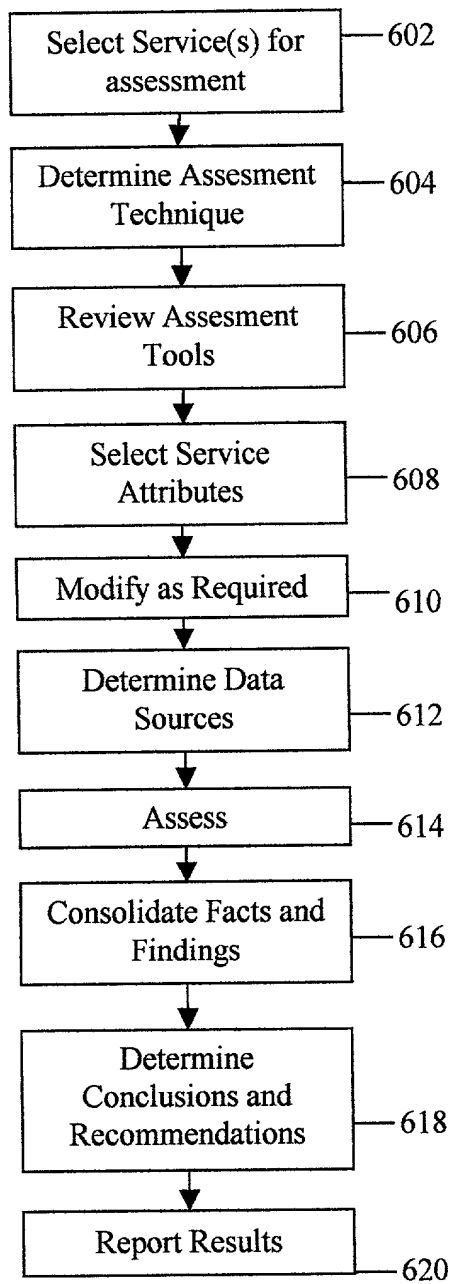 Select Service(s) for
assessment
602
Determine Assesment
Technique
604
Review Assesment
Tools
606
Select Service
Attributes
608
Modify as Required
610
Determine Data
Sources
612
Assess
614
Consolidate Facts and
Findings
616
Determine
Conclusions and
Recommendations
618
Report Results
620